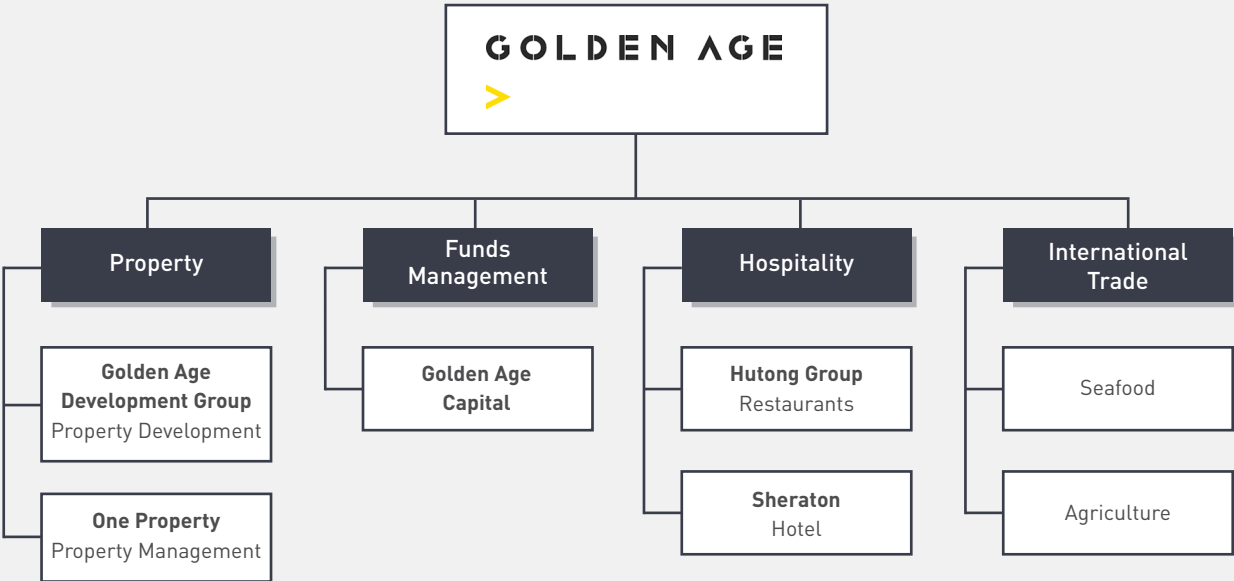 GOLDEN AGE
>
Property
Funds
Management
Hospitality
International
Trade
Golden Age
Development Group
Property Development
Golden Age
Capital
Hutong Group
Restaurants
Seafood
One Property
Property Management
Sheraton
Hotel
Agriculture